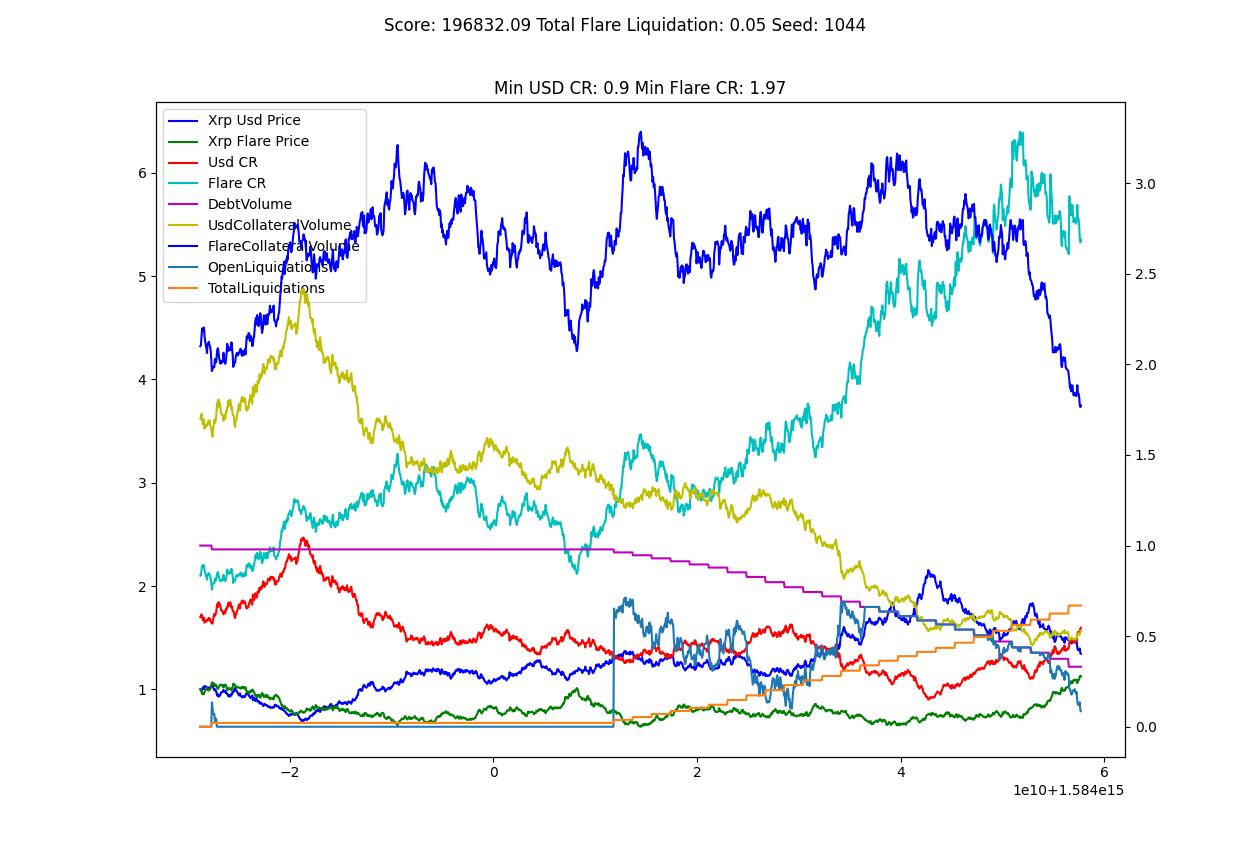 Score: 196832.09 Total Flare Liquidation: 0.05 Seed: 1044
Min USD CR: 0.9 Min Flare CR: 1.97
Xrp Usd Price
Xrp Flare Price
Usd CR
Flare CR
DebtVolume
UsdCollateralVolume
FlareCollateralVolume
OpenLiquidations
TotalLiquidations
6
5
4
3
2
1
3.0
2.5
2.0
1.5
1.0
0.5
0.0
−2 0 2 4 6
1e10+1.584e15